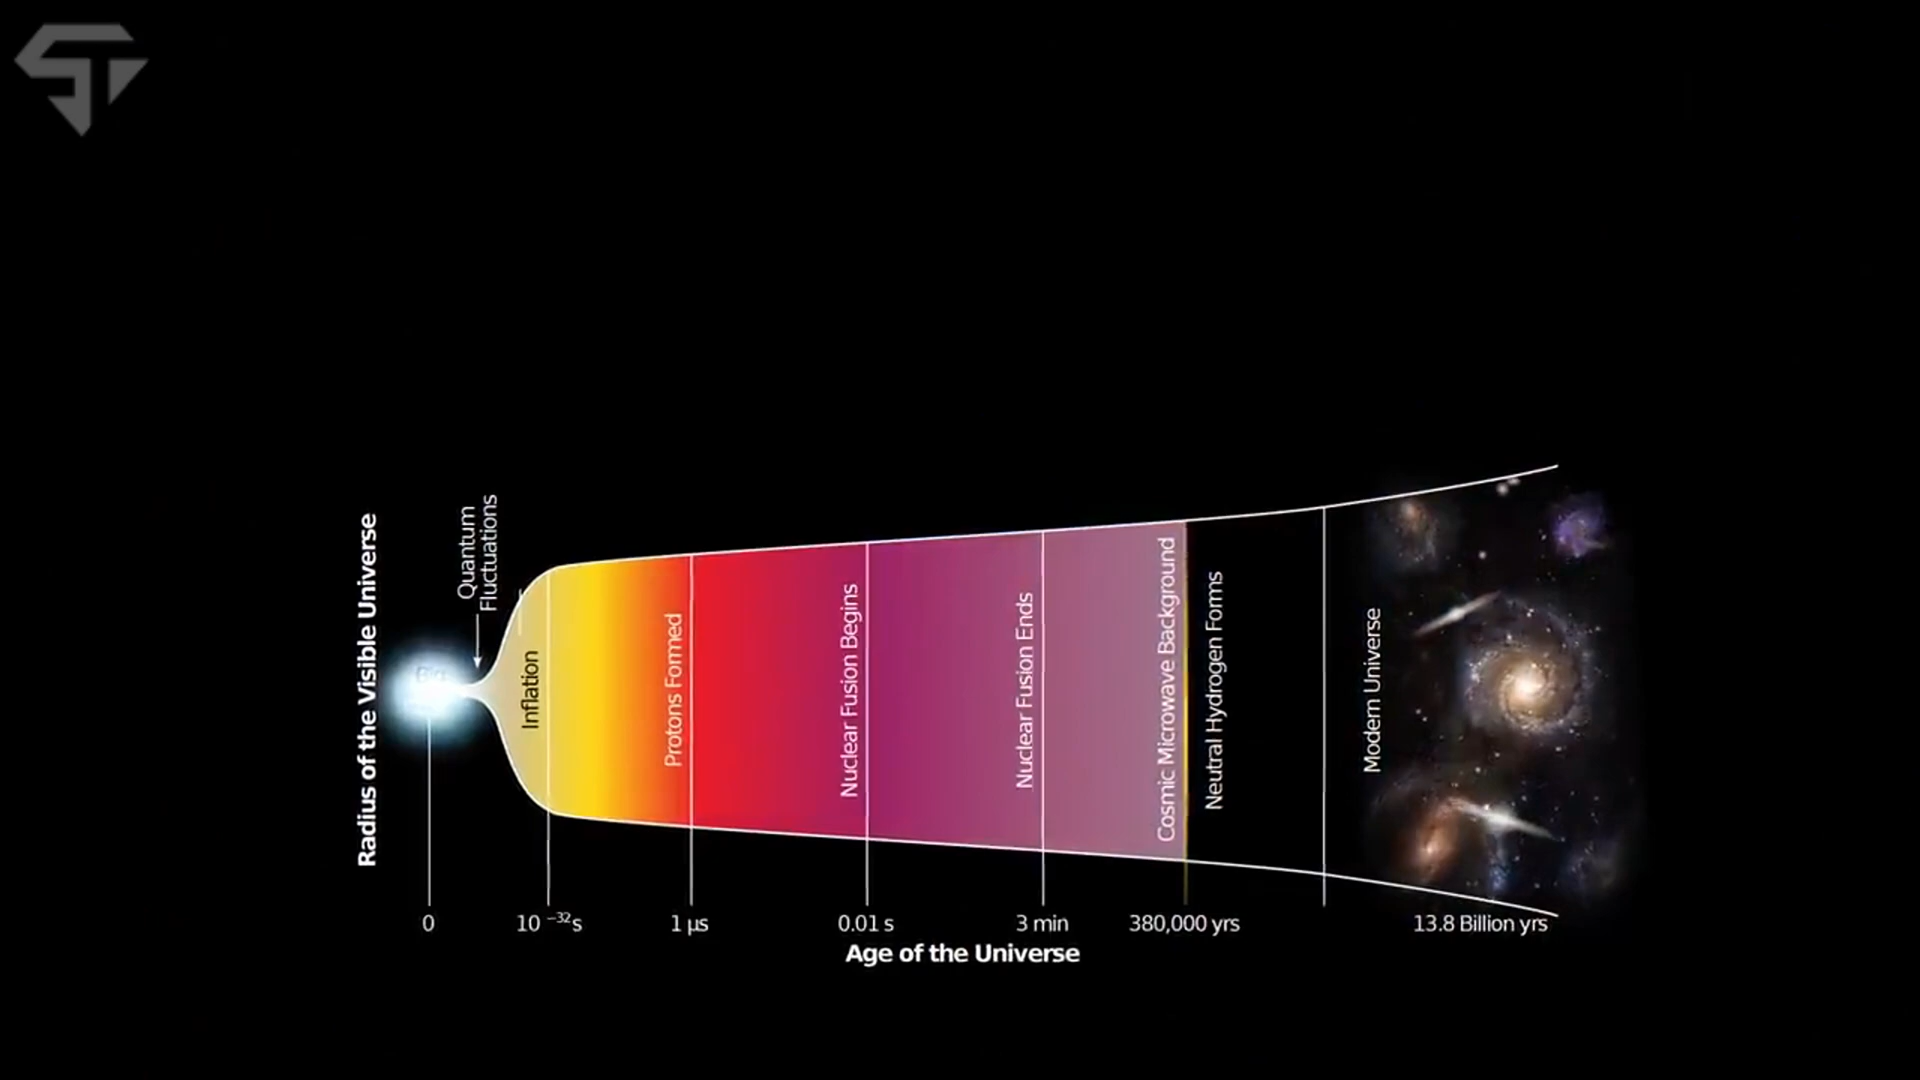 Radius of the Visible Universe
Quantum
Fluctuations
Inflation
Protons Formed
Nuclear Fusion Begins
Nuclear Fusion Ends
Cosmic Microwave Background
Neutral Hydrogen Forms
Modern Universe
0
10 ⁻³²s
1 µs
0.01 s
3 min
380,000 yrs
13.8 Billion yrs
Age of the Universe